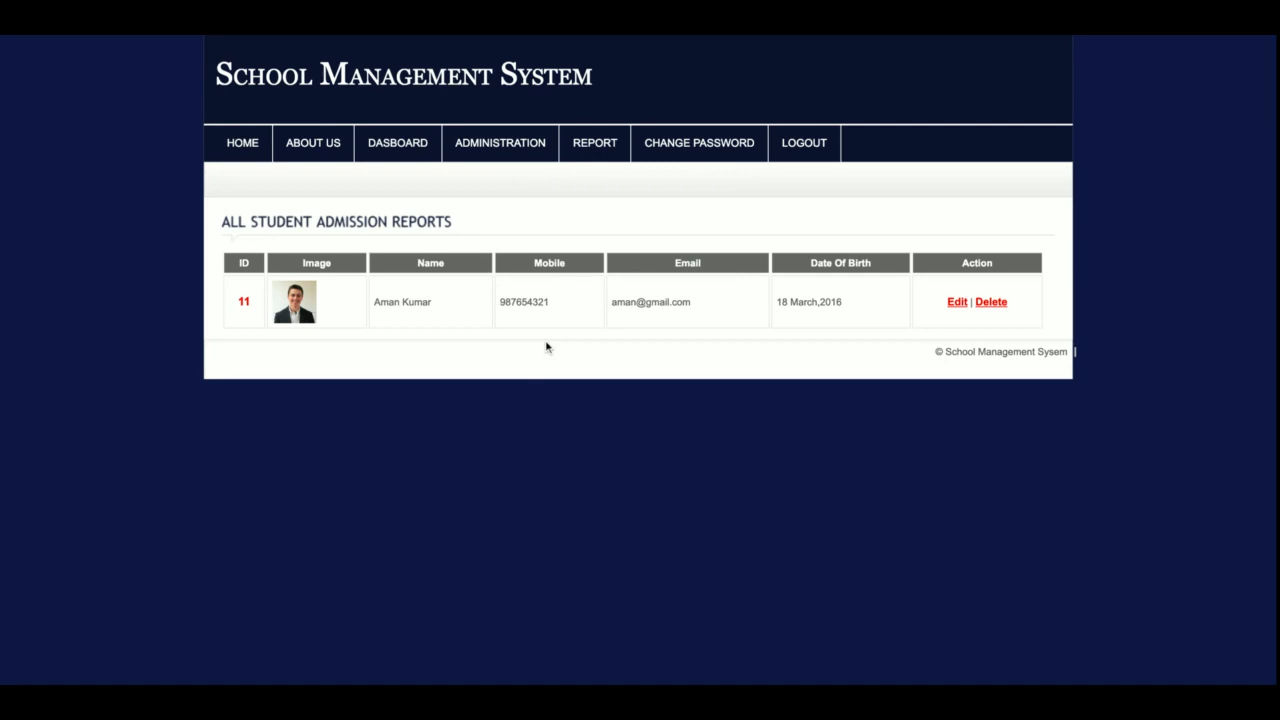 School Management System
HOME ABOUT US DASBOARD ADMINISTRATION REPORT CHANGE PASSWORD LOGOUT
ALL STUDENT ADMISSION REPORTS
ID Image Name Mobile Email Date Of Birth Action
11 Aman Kumar 987654321 aman@gmail.com 18 March,2016 Edit | Delete
© School Management Sysem |